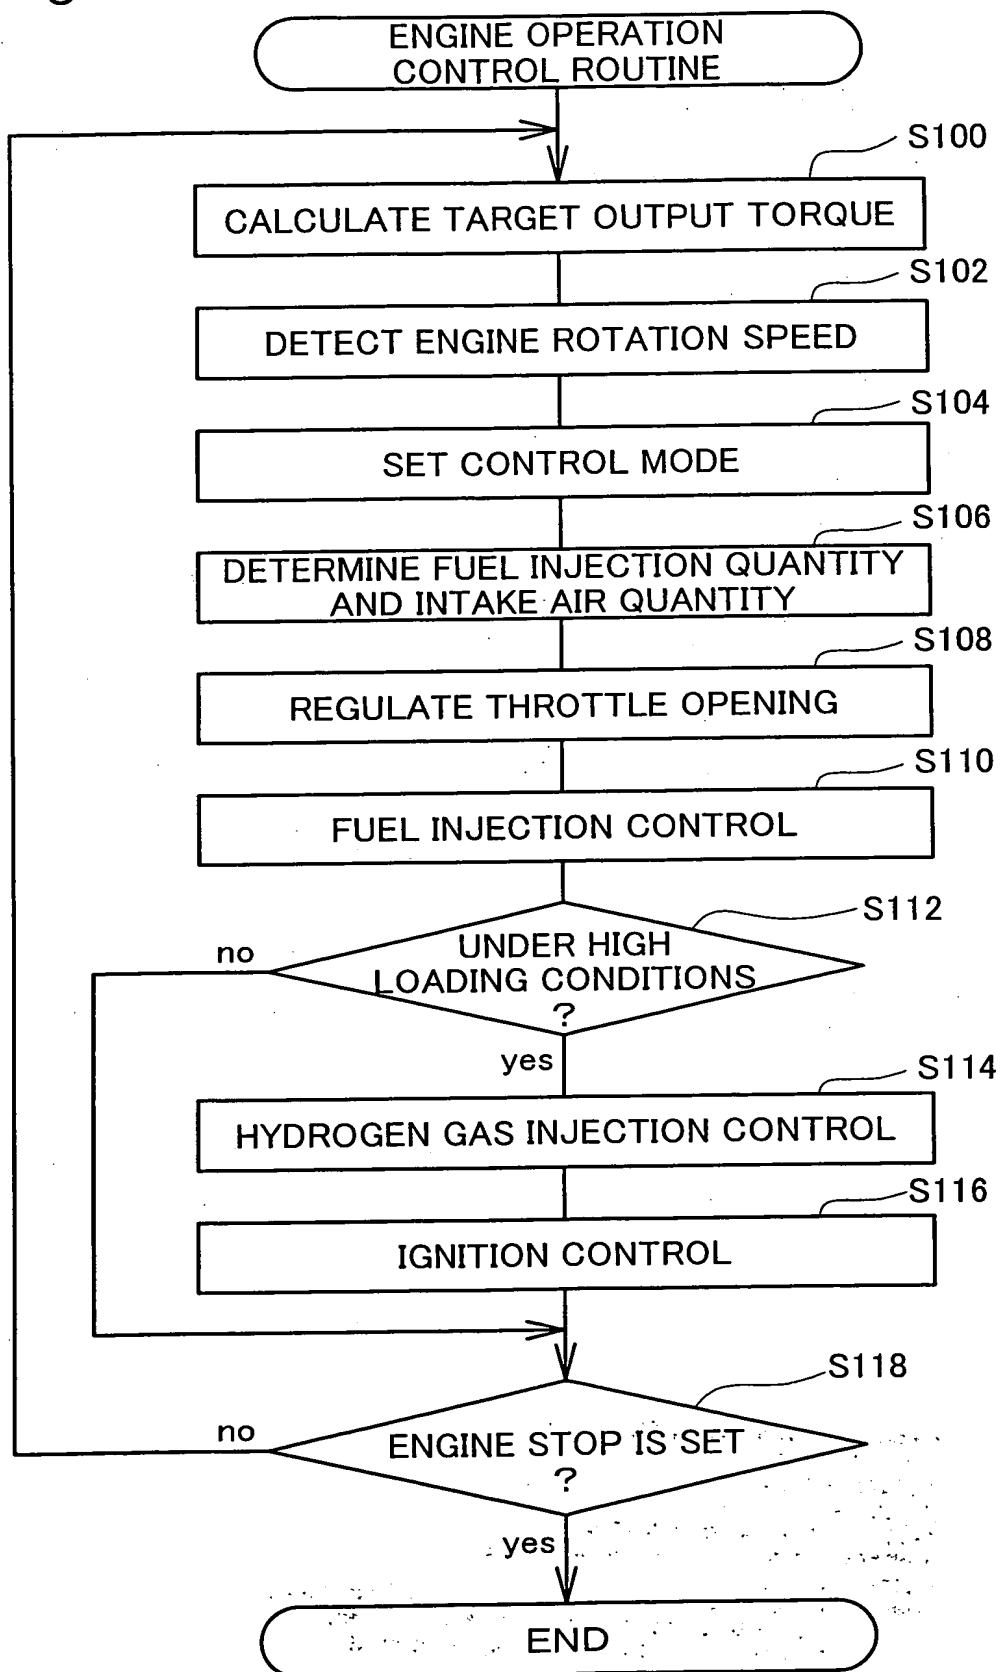 ENGINE OPERATION
CONTROL ROUTINE
S100
CALCULATE TARGET OUTPUT TORQUE
S102
DETECT ENGINE ROTATION SPEED
S104
SET CONTROL MODE
S106
DETERMINE FUEL INJECTION QUANTITY
AND INTAKE AIR QUANTITY
S108
REGULATE THROTTLE OPENING
S110
FUEL INJECTION CONTROL
S112
no
UNDER HIGH
LOADING CONDITIONS
?
yes
S114
HYDROGEN GAS INJECTION CONTROL
S116
IGNITION CONTROL
S118
no
ENGINE STOP IS SET
?
yes
END